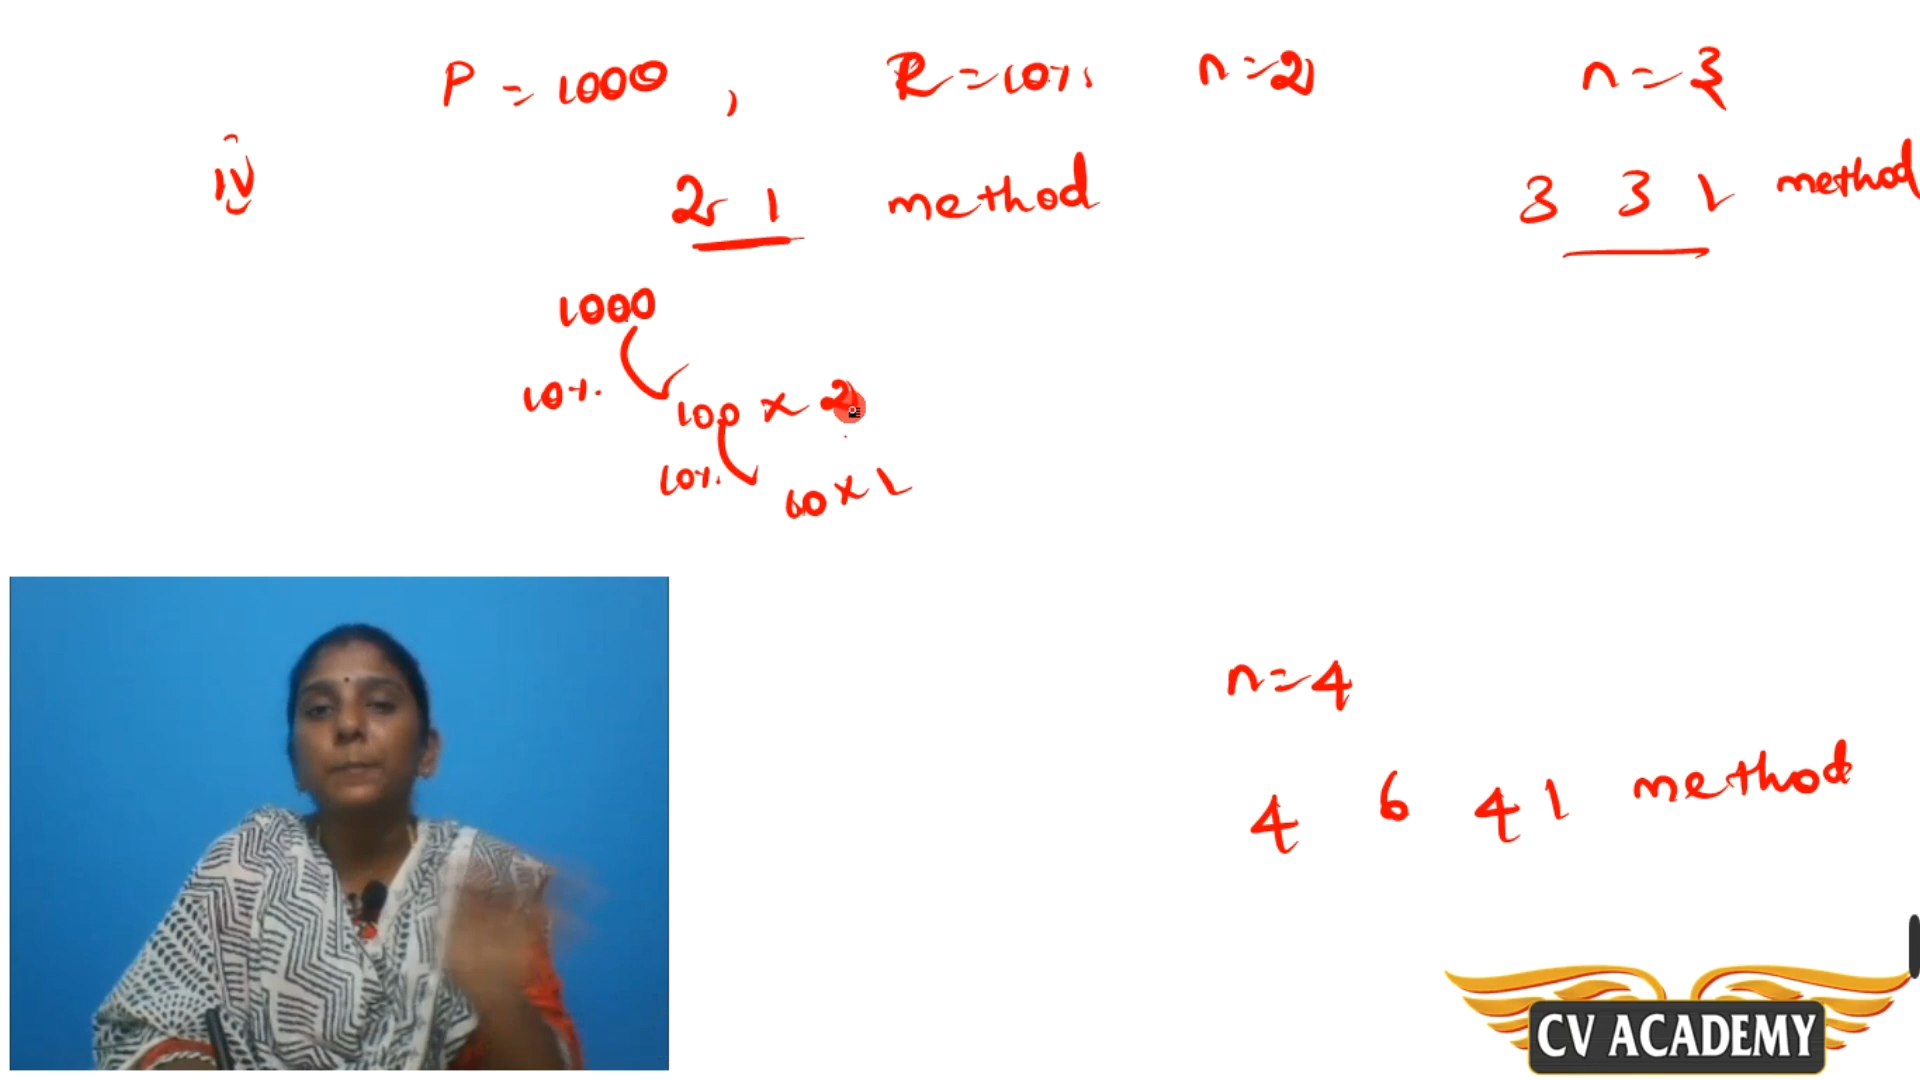 P = 1000 , R = 10% n = 2 n = 3
iv
2 1 method 3 3 1 method
1000
10% 100 × 2
10% 10 × 1
n = 4
4 6 4 1 method
CV ACADEMY